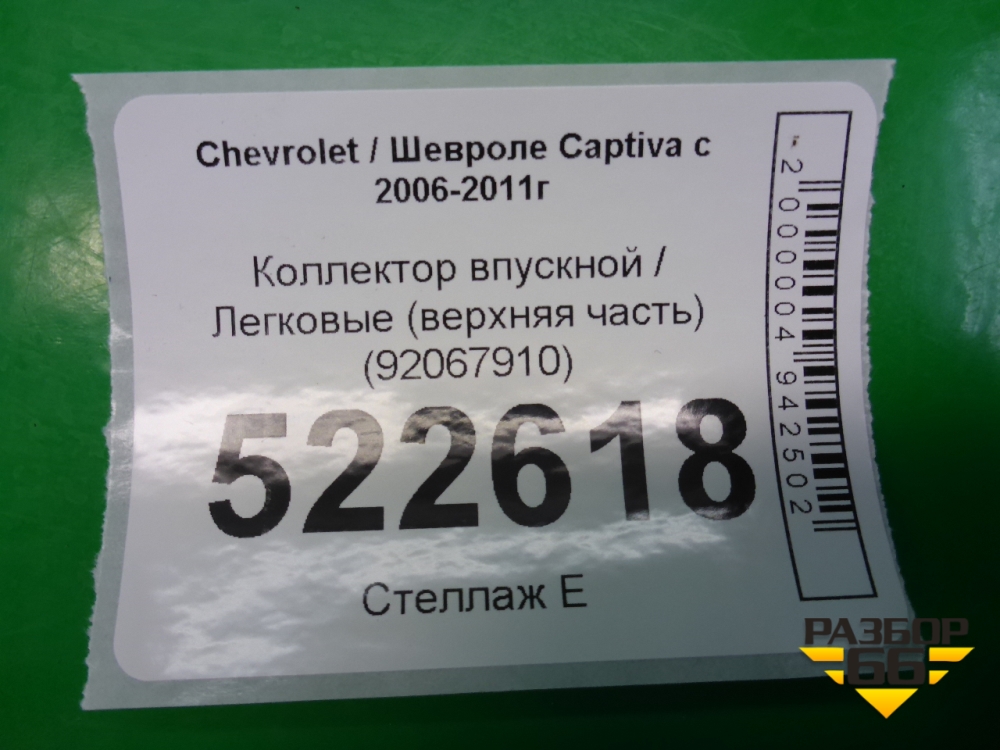 Chevrolet / Шевроле Captiva с
2006-2011г
Коллектор впускной /
Легковые (верхняя часть)
(92067910)
522618
Стеллаж Е
2000004942502
РАЗБОР
66